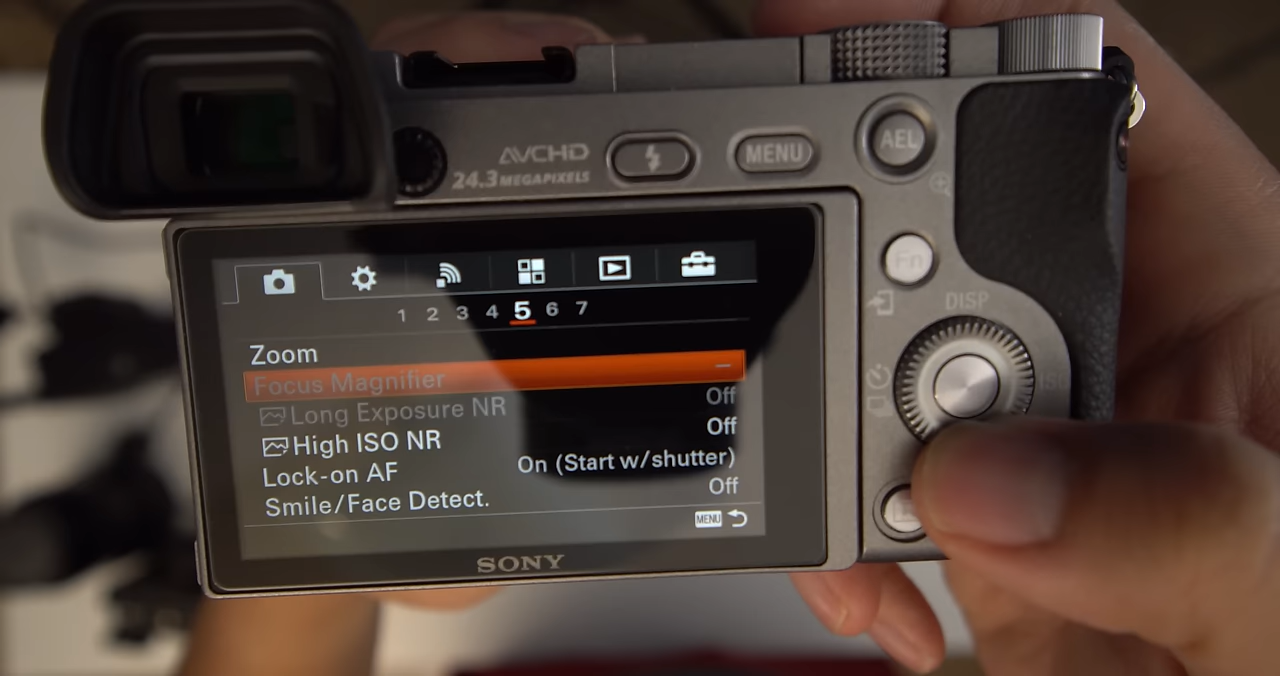 AVCHD
24.3 MEGAPIXELS
MENU
AEL
Fn
DISP
1 2 3 4 5 6 7
Zoom
Focus Magnifier –
Long Exposure NR Off
High ISO NR Off
Lock-on AF On (Start w/shutter)
Smile/Face Detect. Off
MENU
SONY